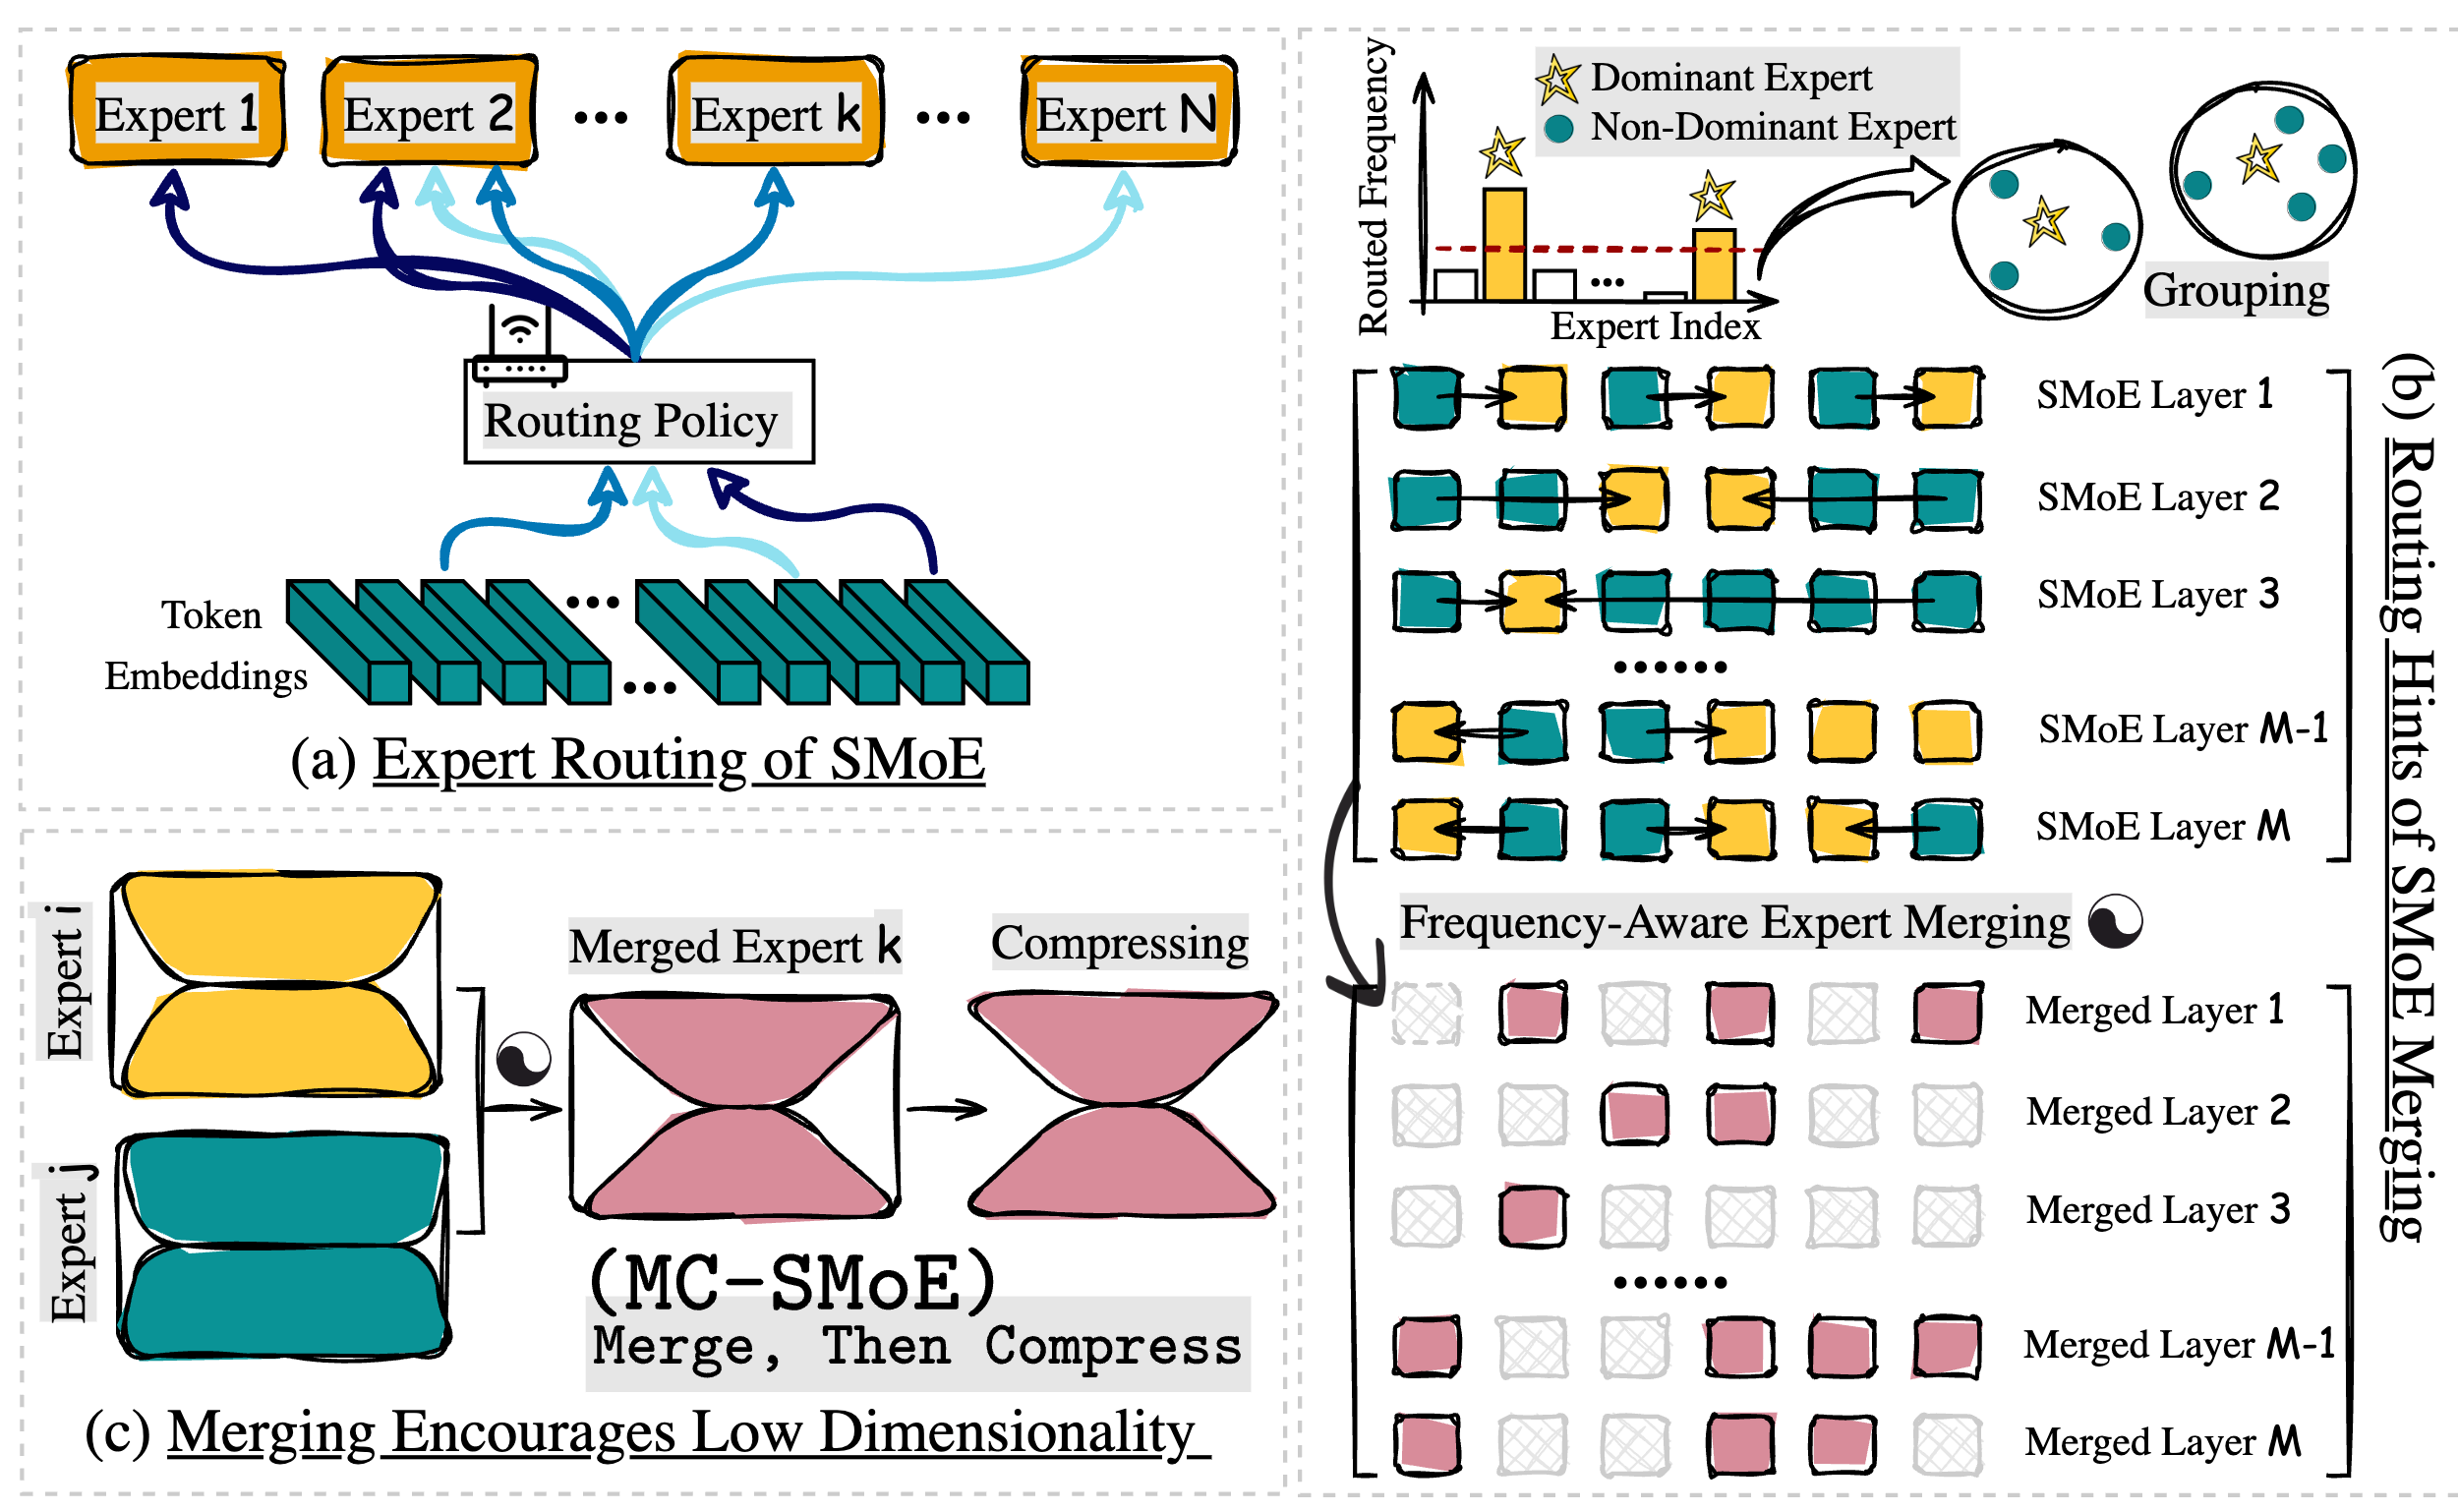 Expert 1
Expert 2
...
Expert k
...
Expert N
Routing Policy
...
Token
Embeddings
...
(a) Expert Routing of SMoE
Routed Frequency
Dominant Expert
Non-Dominant Expert
...
Expert Index
Grouping
SMoE Layer 1
SMoE Layer 2
SMoE Layer 3
......
SMoE Layer M-1
SMoE Layer M
Frequency-Aware Expert Merging
Merged Layer 1
Merged Layer 2
Merged Layer 3
......
Merged Layer M-1
Merged Layer M
(b) Routing Hints of SMoE Merging
Expert i
Expert j
Merged Expert k
Compressing
(MC-SMoE)
Merge, Then Compress
(c) Merging Encourages Low Dimensionality